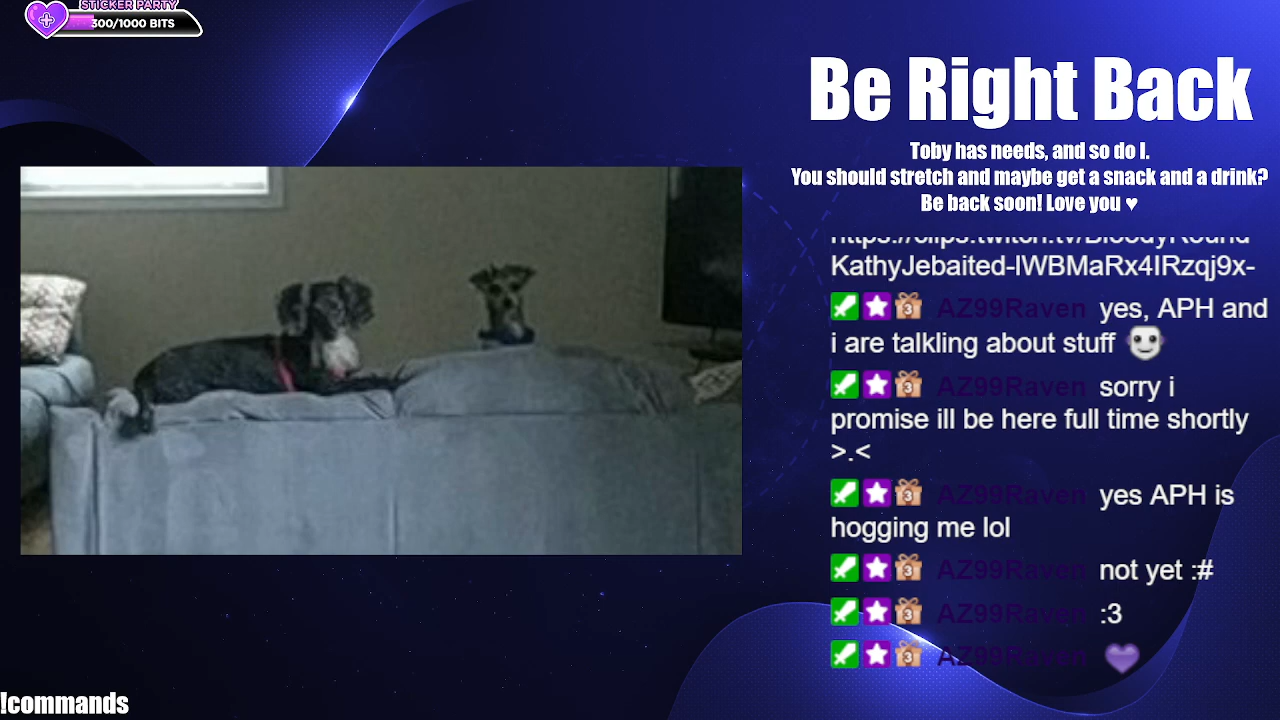 STICKER PARTY
300/1000 BITS
Be Right Back
Toby has needs, and so do I.
You should stretch and maybe get a snack and a drink?
Be back soon! Love you ♥
KathyJebaited-lWBMaRx4IRzqj9x-
AZ99Raven yes, APH and
i are talkling about stuff
AZ99Raven sorry i
promise ill be here full time shortly
>.<
AZ99Raven yes APH is
hogging me lol
AZ99Raven not yet :#
AZ99Raven :3
AZ99Raven
!commands